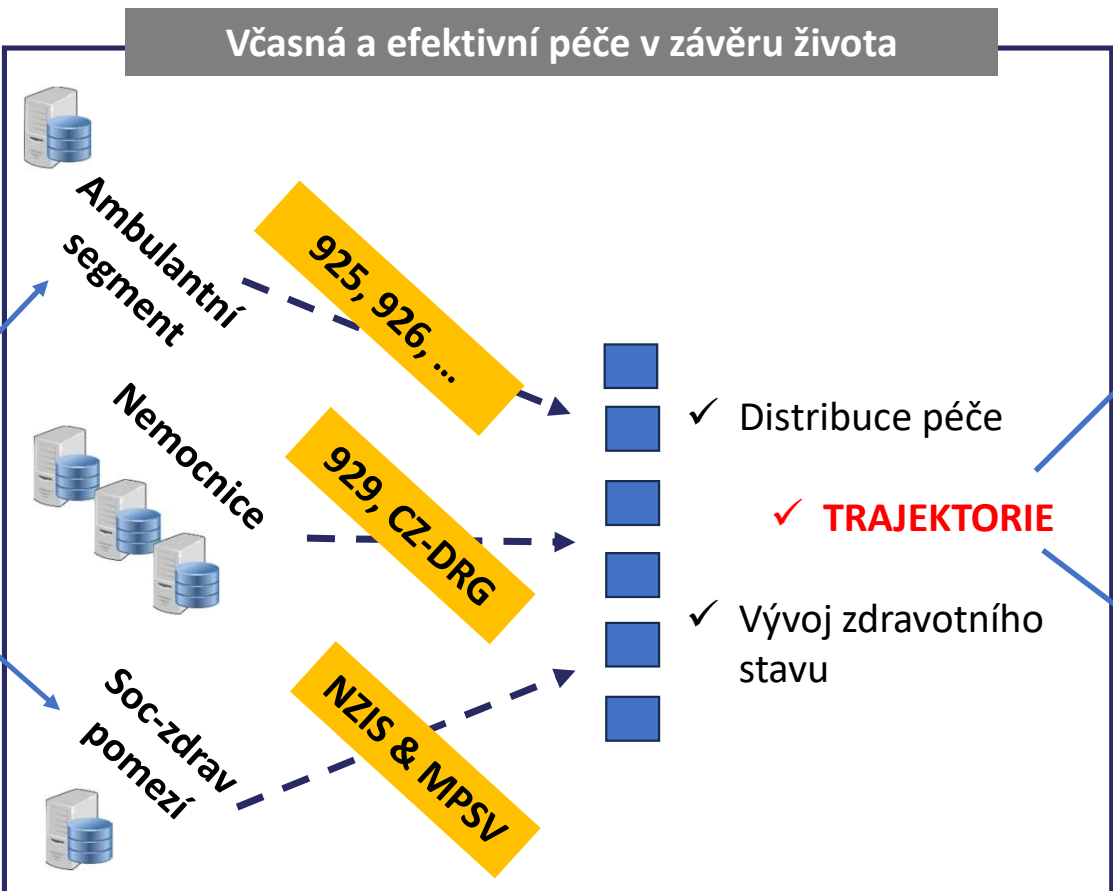 Včasná a efektivní péče v závěru života
Ambulantní
segment
925, 926, ...
Nemocnice
929, CZ-DRG
Soc-zdrav
pomezí
NZIS & MPSV
✓ Distribuce péče
✓ TRAJEKTORIE
✓ Vývoj zdravotního
stavu